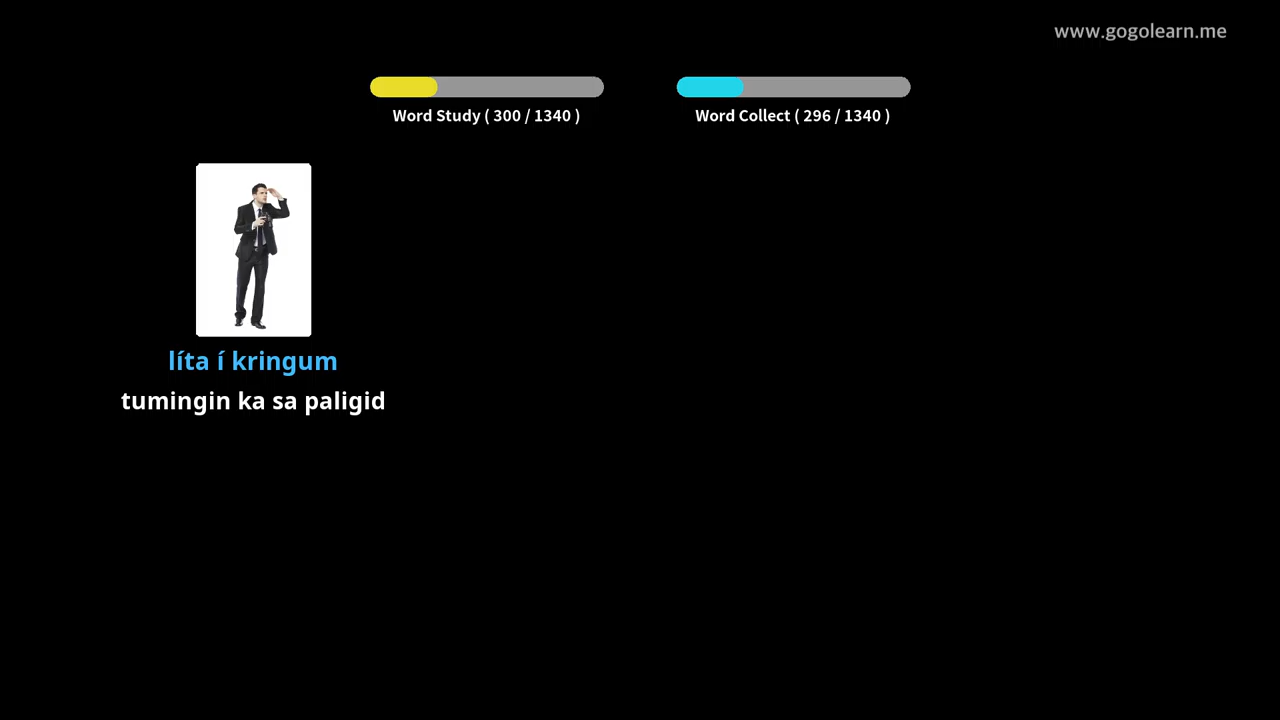 www.gogolearn.me
Word Study ( 300 / 1340 )
Word Collect ( 296 / 1340 )
líta í kringum
tumingin ka sa paligid